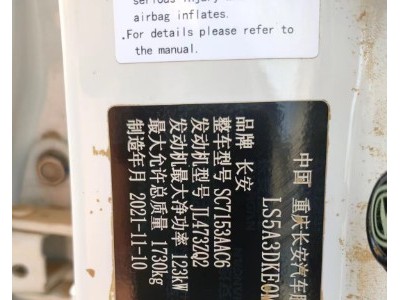 airbag inflates.
.For details please refer to
the manual.
中国 重庆长安汽车
LS5A3DKE
品牌 长安
整车型号 SC7153AAC6
发动机型号 JL473ZQ2
发动机最大净功率 123kW
最大允许总质量 1730kg
制造年月 2021-11-10